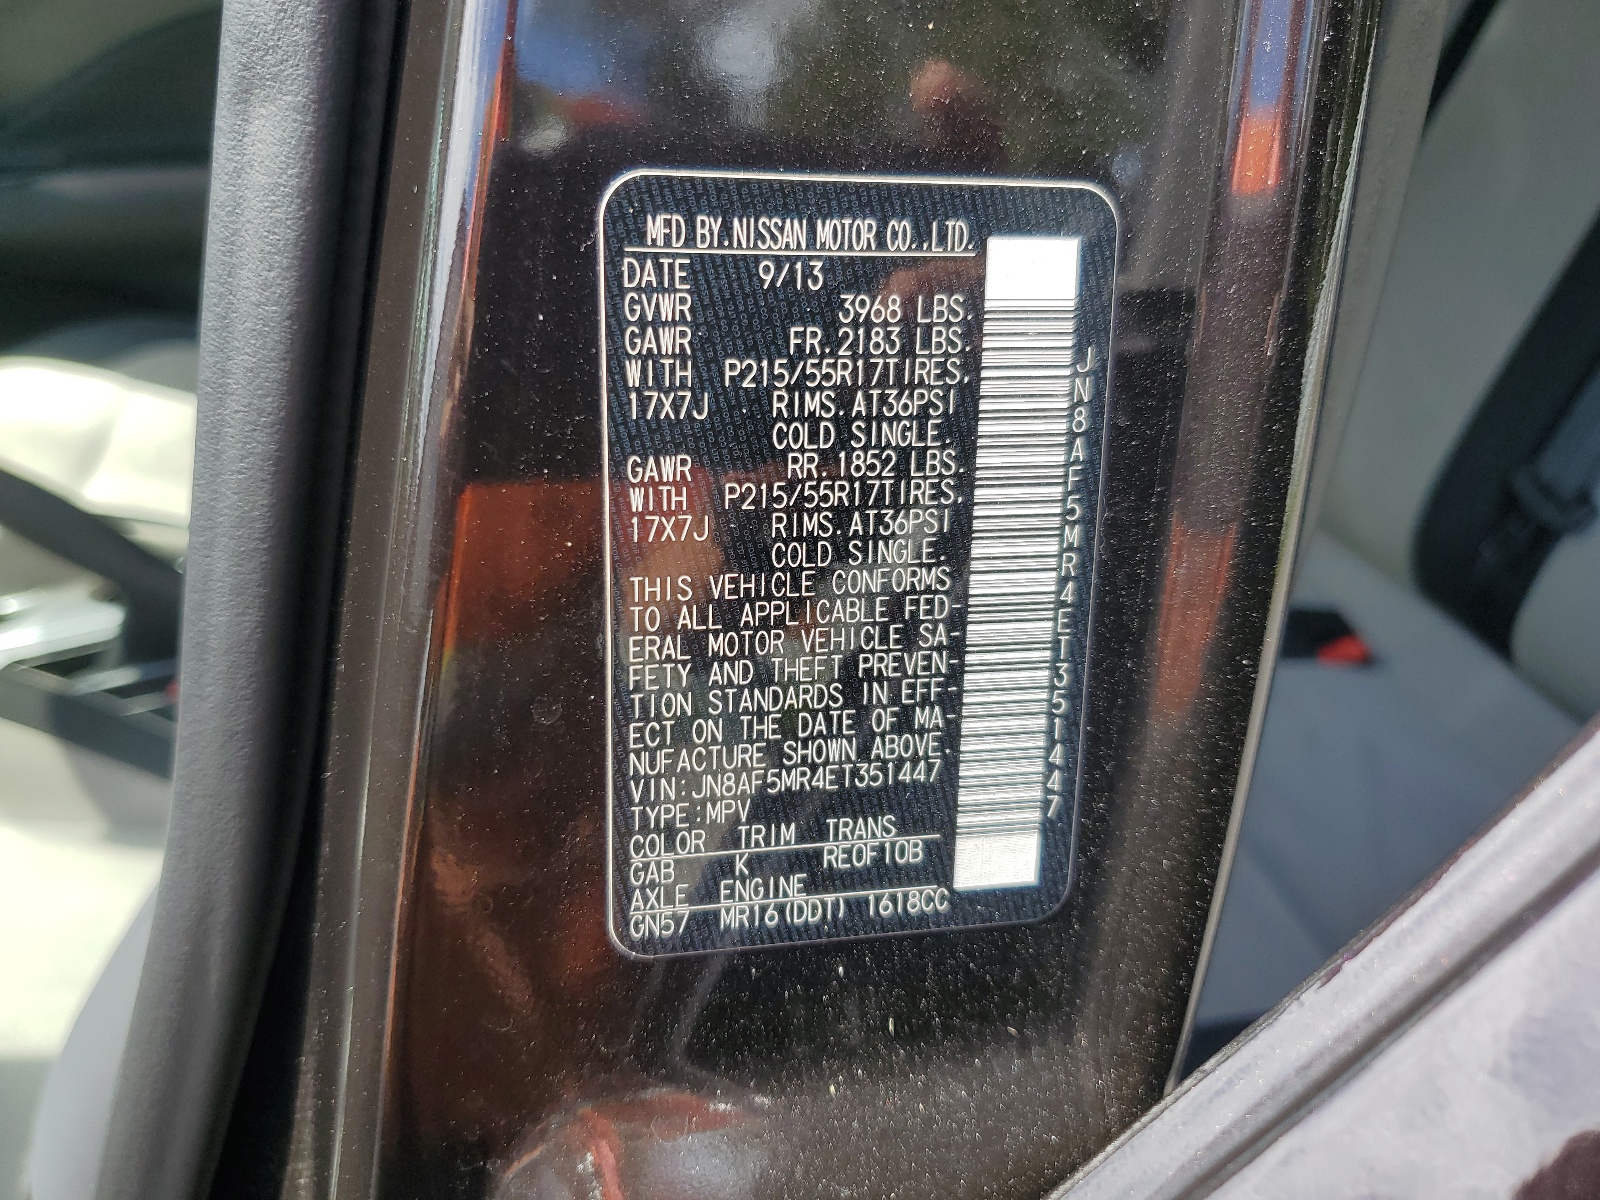 MFD BY.NISSAN MOTOR CO.,LTD.
DATE 9/13
GVWR 3968 LBS.
GAWR FR.2183 LBS.
WITH P215/55R17TIRES,
17X7J RIMS.AT36PSI
COLD SINGLE.
GAWR RR.1852 LBS.
WITH P215/55R17TIRES.
17X7J RIMS.AT36PSI
COLD SINGLE.
THIS VEHICLE CONFORMS
TO ALL APPLICABLE FED-
ERAL MOTOR VEHICLE SA-
FETY AND THEFT PREVEN-
TION STANDARDS IN EFF-
ECT ON THE DATE OF MA-
NUFACTURE SHOWN ABOVE.
VIN:JN8AF5MR4ET351447
TYPE:MPV
COLOR TRIM TRANS
GAB K RE0F10B
AXLE ENGINE
GN57 MR16(DDT) 1618CC
JN8AF5MR4ET351447